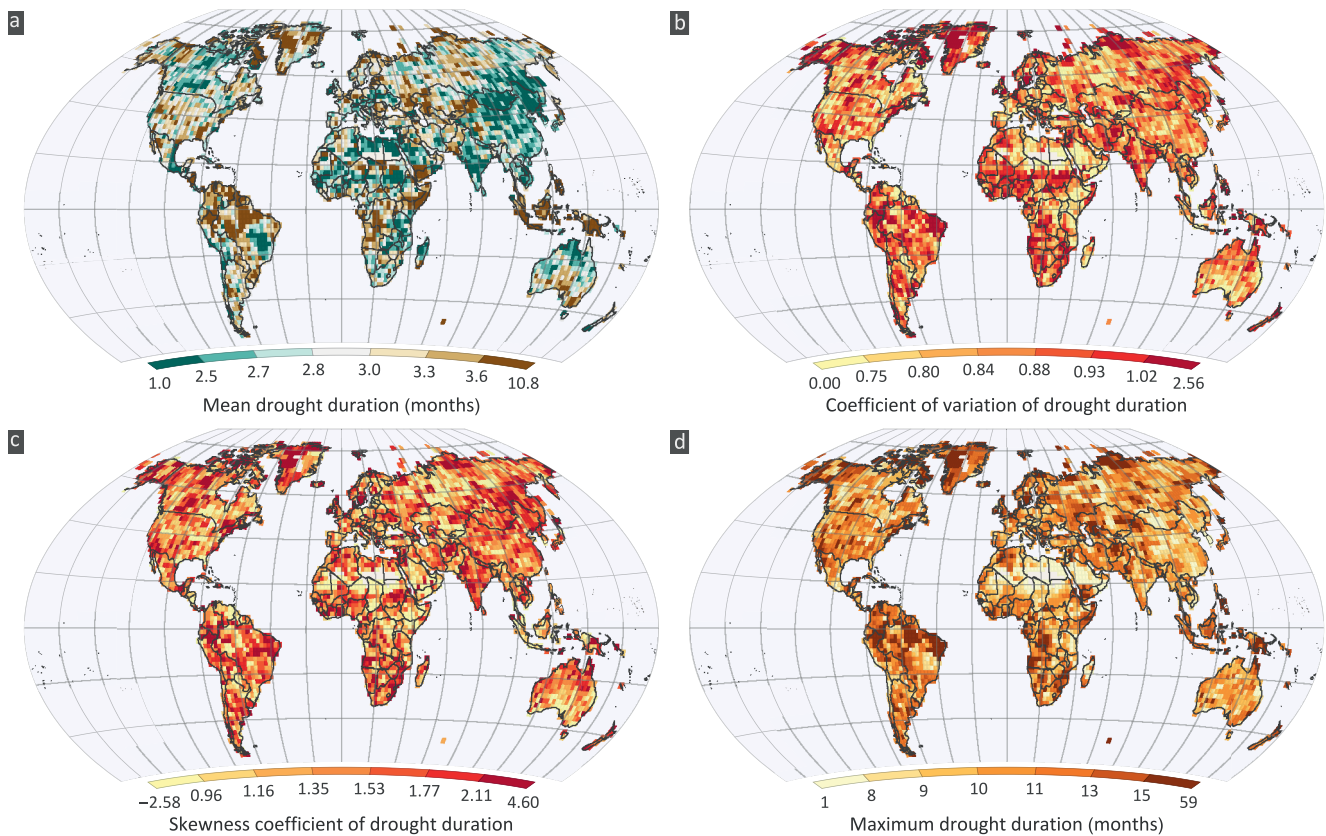 a
1.0 2.5 2.7 2.8 3.0 3.3 3.6 10.8
Mean drought duration (months)
b
0.00 0.75 0.80 0.84 0.88 0.93 1.02 2.56
Coefficient of variation of drought duration
c
−2.58 0.96 1.16 1.35 1.53 1.77 2.11 4.60
Skewness coefficient of drought duration
d
1 8 9 10 11 13 15 59
Maximum drought duration (months)